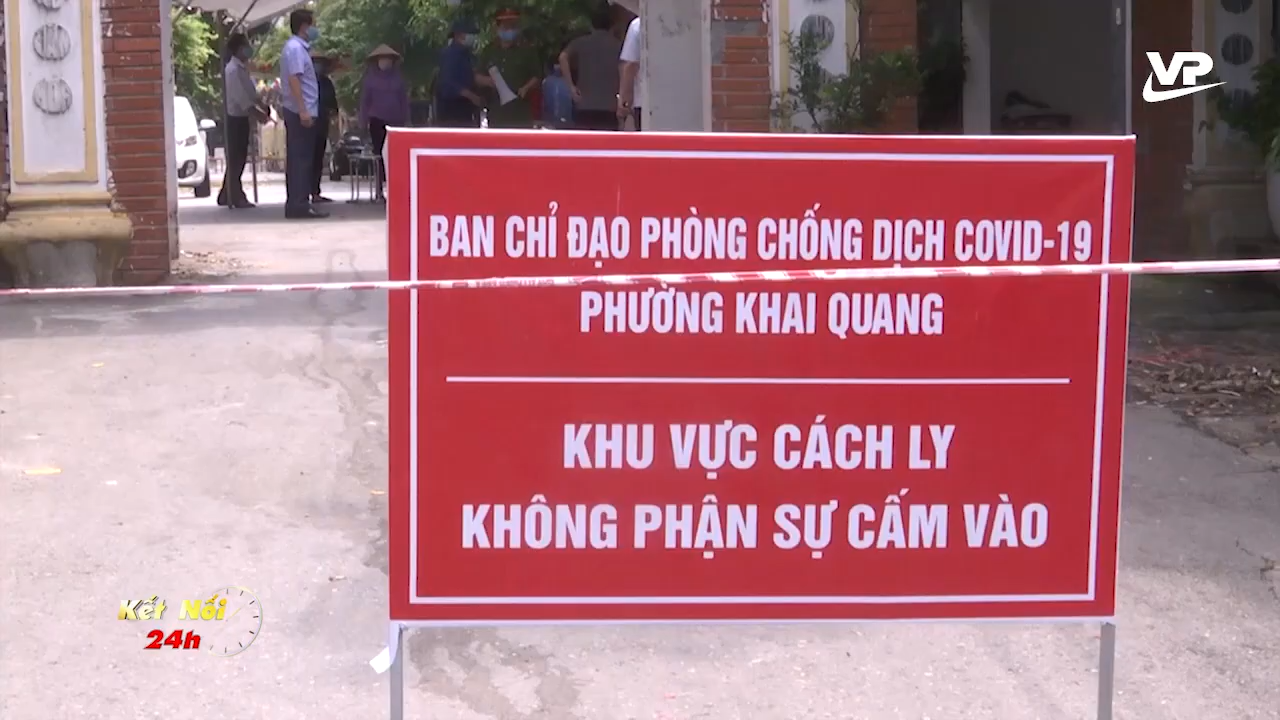 VP
BAN CHỈ ĐẠO PHÒNG CHỐNG DỊCH COVID-19
PHƯỜNG KHAI QUANG
KHU VỰC CÁCH LY
KHÔNG PHẬN SỰ CẤM VÀO
Kết Nối
24h